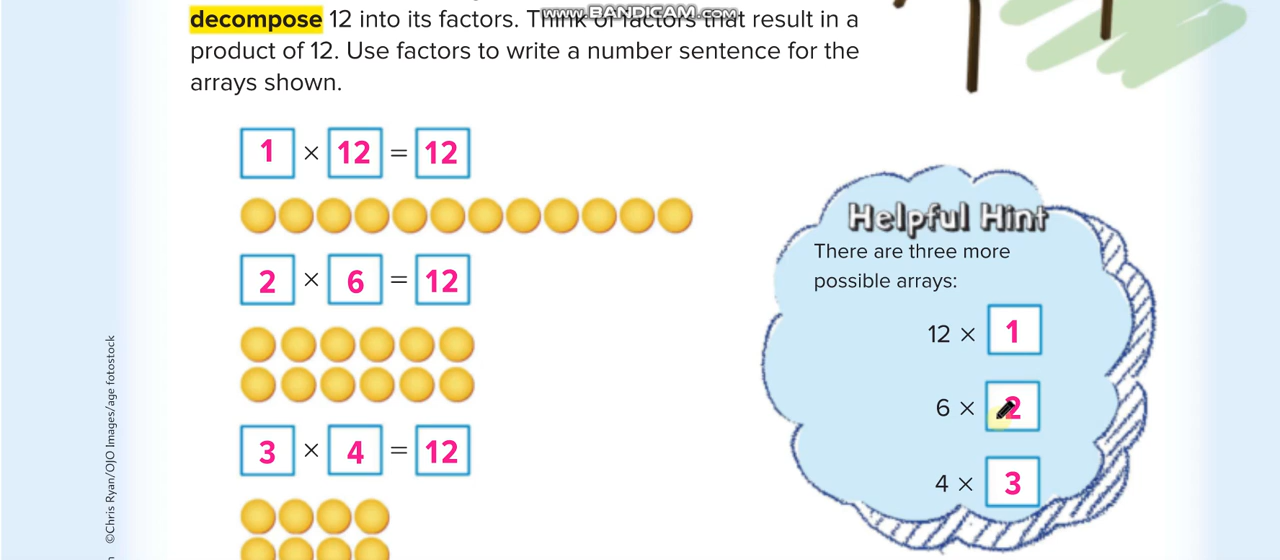 www.BANDICAM.com
decompose 12 into its factors. Think of factors that result in a
product of 12. Use factors to write a number sentence for the
arrays shown.
1 × 12 = 12
2 × 6 = 12
3 × 4 = 12
Helpful Hint
There are three more
possible arrays:
12 × 1
6 × 2
4 × 3
©Chris Ryan/OJO Images/age fotostock